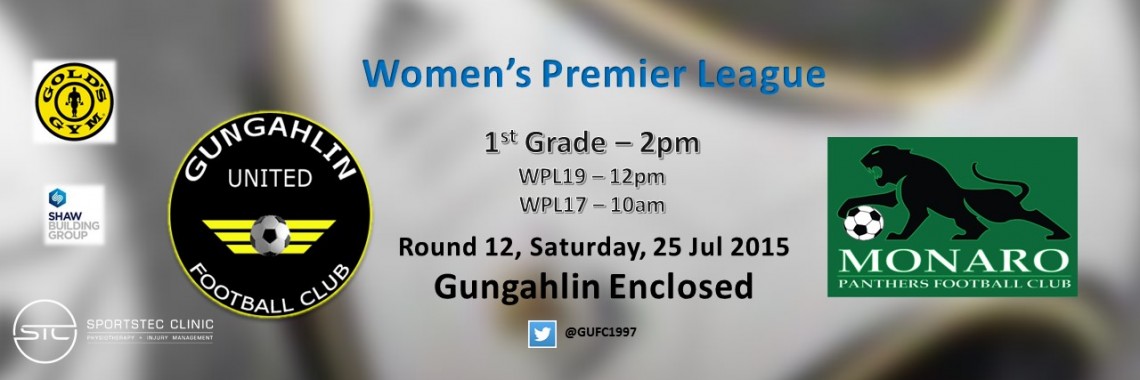 Women's Premier League
1st Grade – 2pm
WPL19 – 12pm
WPL17 – 10am
Round 12, Saturday, 25 Jul 2015
Gungahlin Enclosed
@GUFC1997
GOLD'S
GYM
SHAW
BUILDING
GROUP
STC
SPORTSTEC CLINIC
PHYSIOTHERAPY + INJURY MANAGEMENT
GUNGAHLIN
UNITED
FOOTBALL CLUB
MONARO
PANTHERS FOOTBALL CLUB